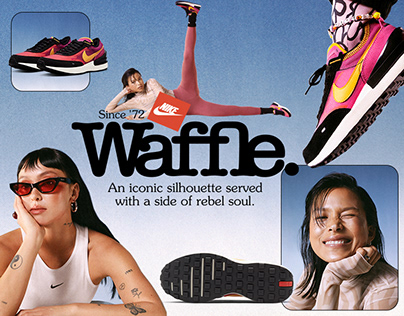 Since '72
NIKE
Waffle.
An iconic silhouette served
with a side of rebel soul.